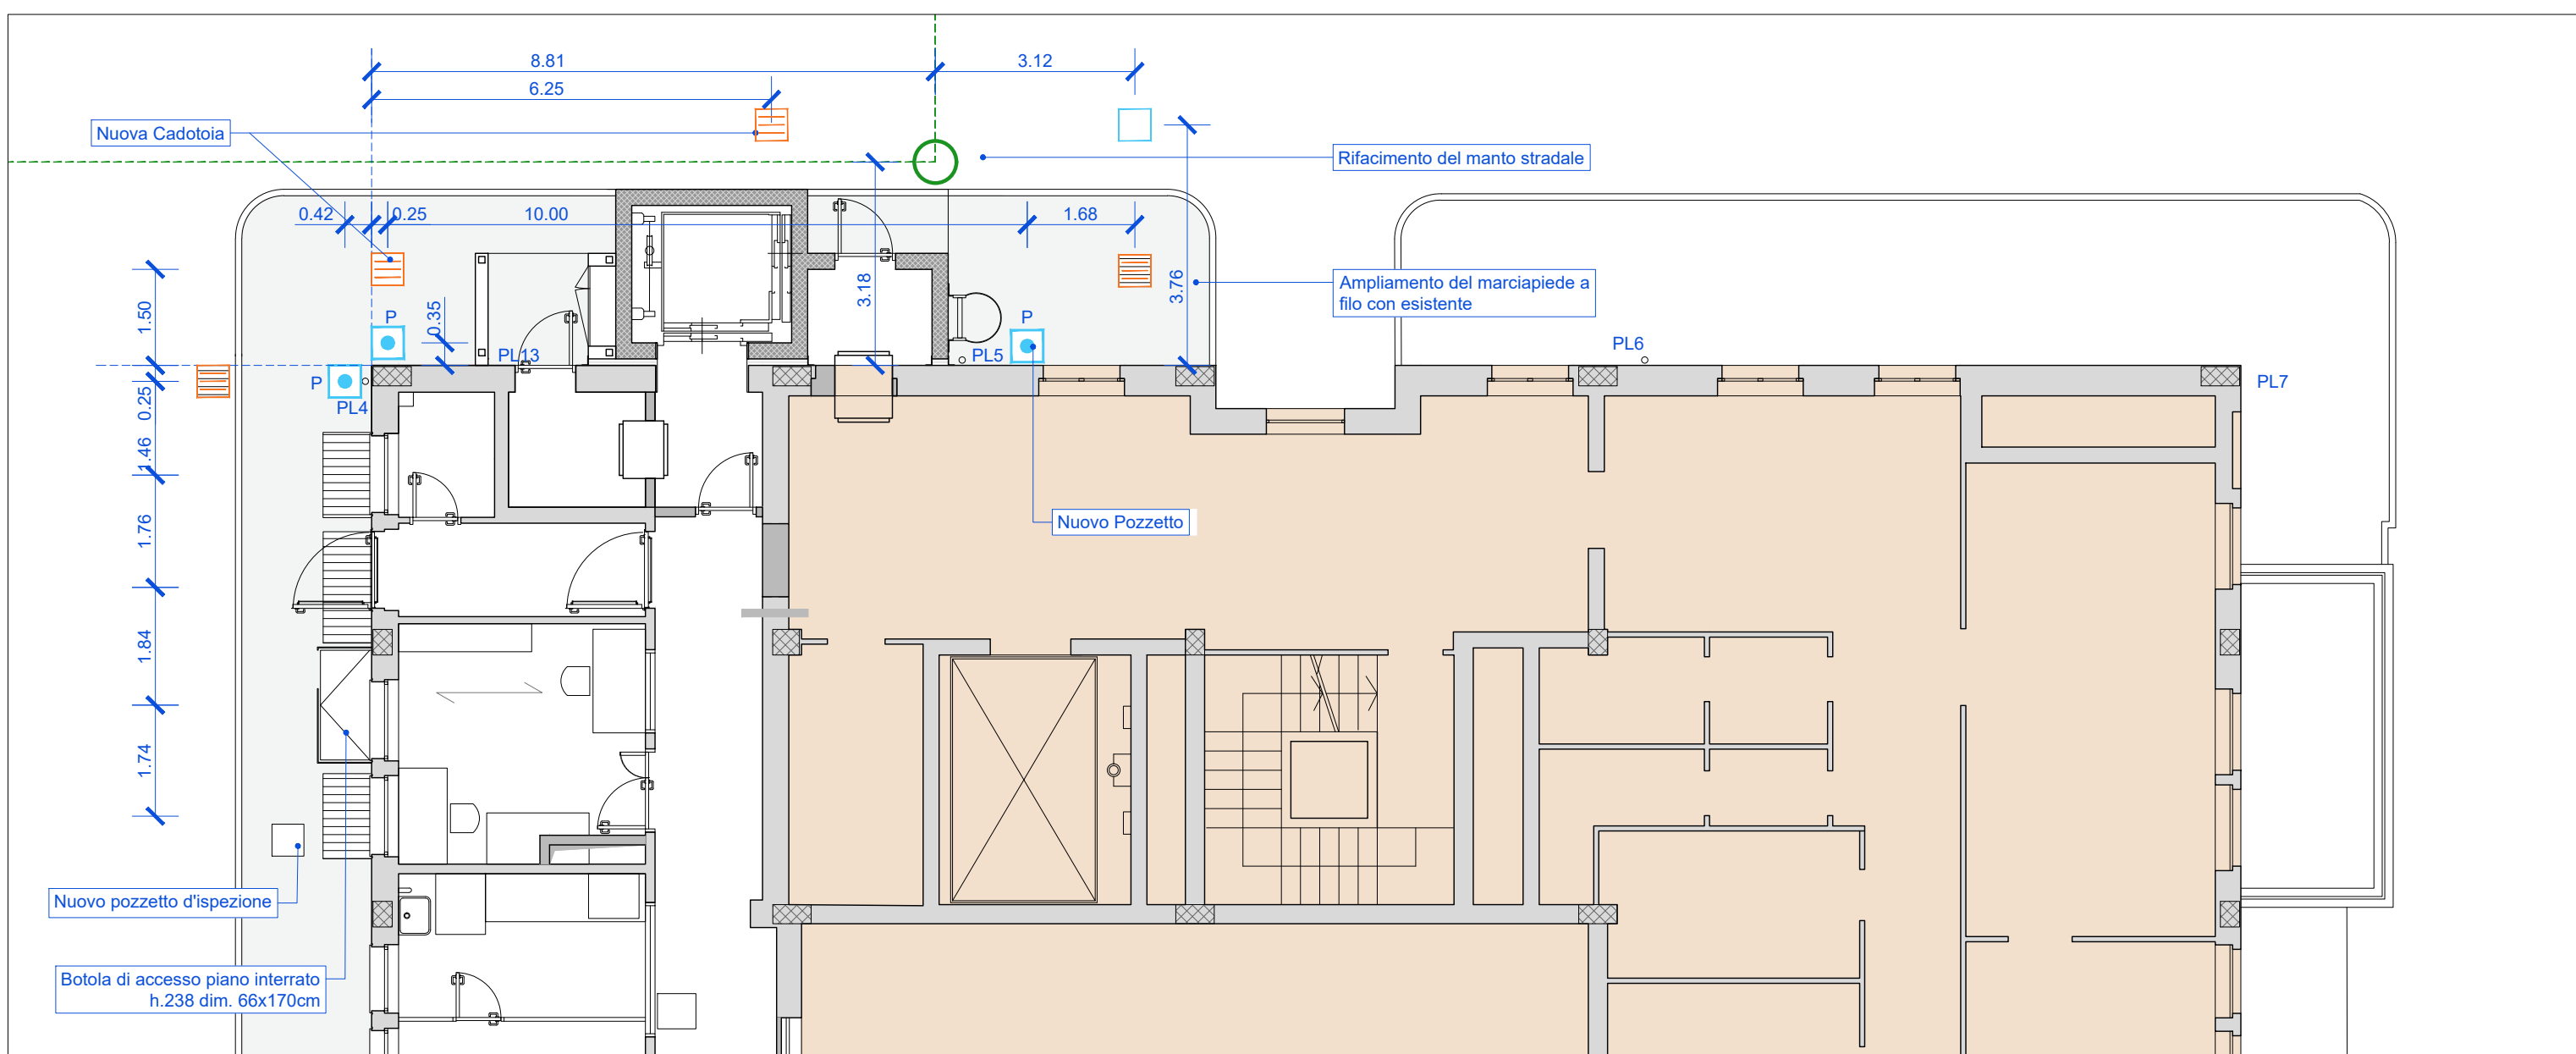 8.81
3.12
6.25
Nuova Cadotoia
Rifacimento del manto stradale
0.42
0.25
10.00
1.68
3.18
3.76
Ampliamento del marciapiede a
filo con esistente
1.50
0.35
P
P
PL13
PL5
PL6
P
PL4
PL7
0.25
1.46
1.76
Nuovo Pozzetto
1.84
1.74
Nuovo pozzetto d'ispezione
Botola di accesso piano interrato
h.238 dim. 66x170cm